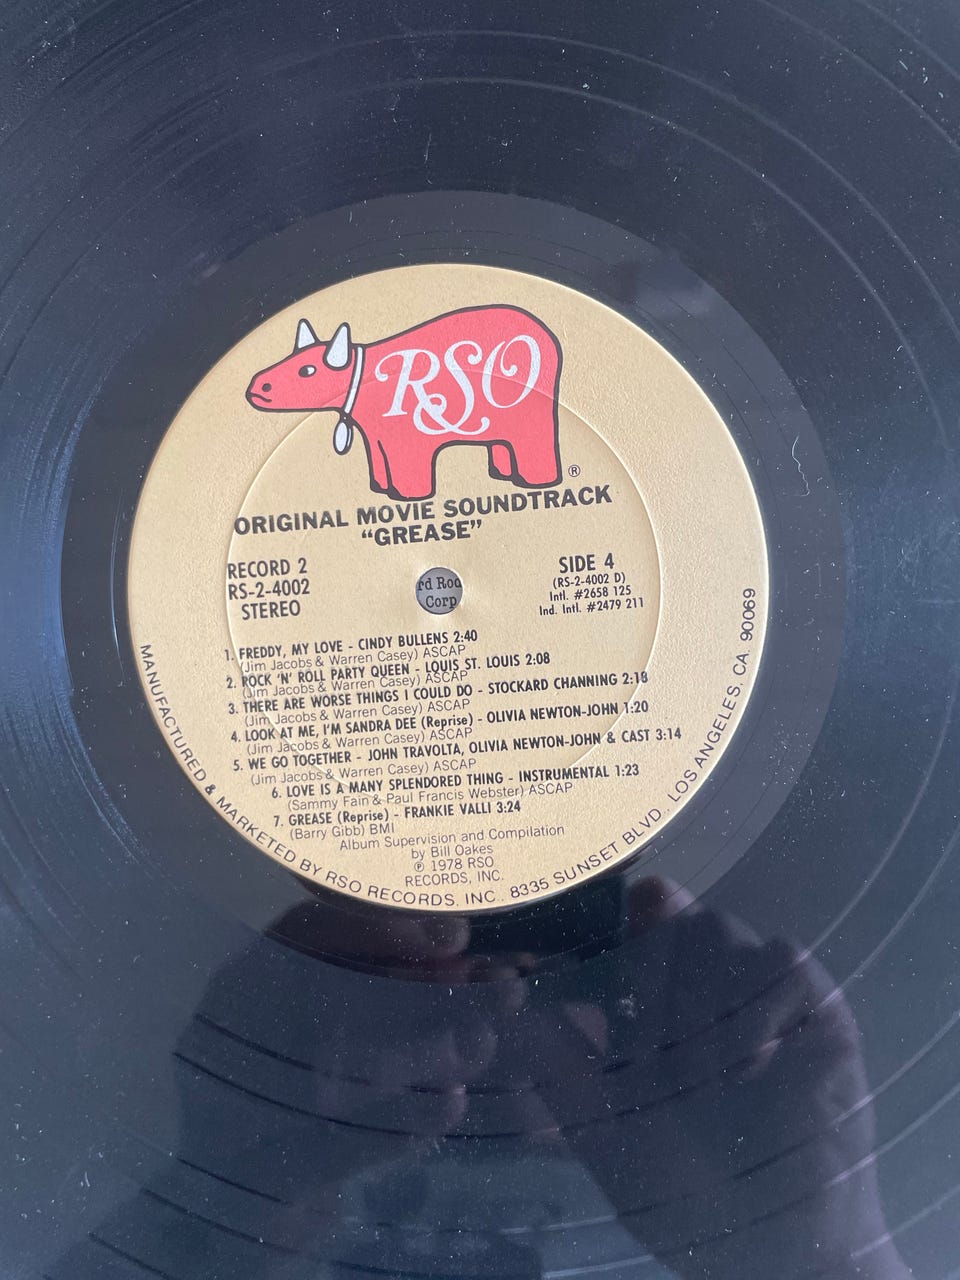 RSO
®
ORIGINAL MOVIE SOUNDTRACK
"GREASE"
RECORD 2
RS-2-4002
STEREO
SIDE 4
(RS-2-4002 D)
Intl. #2658 125
Ind. Intl. #2479 211
rd Roc
Corp
1. FREDDY, MY LOVE - CINDY BULLENS 2:40
(Jim Jacobs & Warren Casey) ASCAP
2. ROCK 'N' ROLL PARTY QUEEN - LOUIS ST. LOUIS 2:08
(Jim Jacobs & Warren Casey) ASCAP
3. THERE ARE WORSE THINGS I COULD DO - STOCKARD CHANNING 2:18
(Jim Jacobs & Warren Casey) ASCAP
4. LOOK AT ME, I'M SANDRA DEE (Reprise) - OLIVIA NEWTON-JOHN 1:20
(Jim Jacobs & Warren Casey) ASCAP
5. WE GO TOGETHER - JOHN TRAVOLTA, OLIVIA NEWTON-JOHN & CAST 3:14
(Jim Jacobs & Warren Casey) ASCAP
6. LOVE IS A MANY SPLENDORED THING - INSTRUMENTAL 1:23
(Sammy Fain & Paul Francis Webster) ASCAP
7. GREASE (Reprise) - FRANKIE VALLI 3:24
(Barry Gibb) BMI
Album Supervision and Compilation
by Bill Oakes
℗ 1978 RSO
RECORDS, INC.
MANUFACTURED & MARKETED BY RSO RECORDS, INC., 8335 SUNSET BLVD., LOS ANGELES, CA. 90069